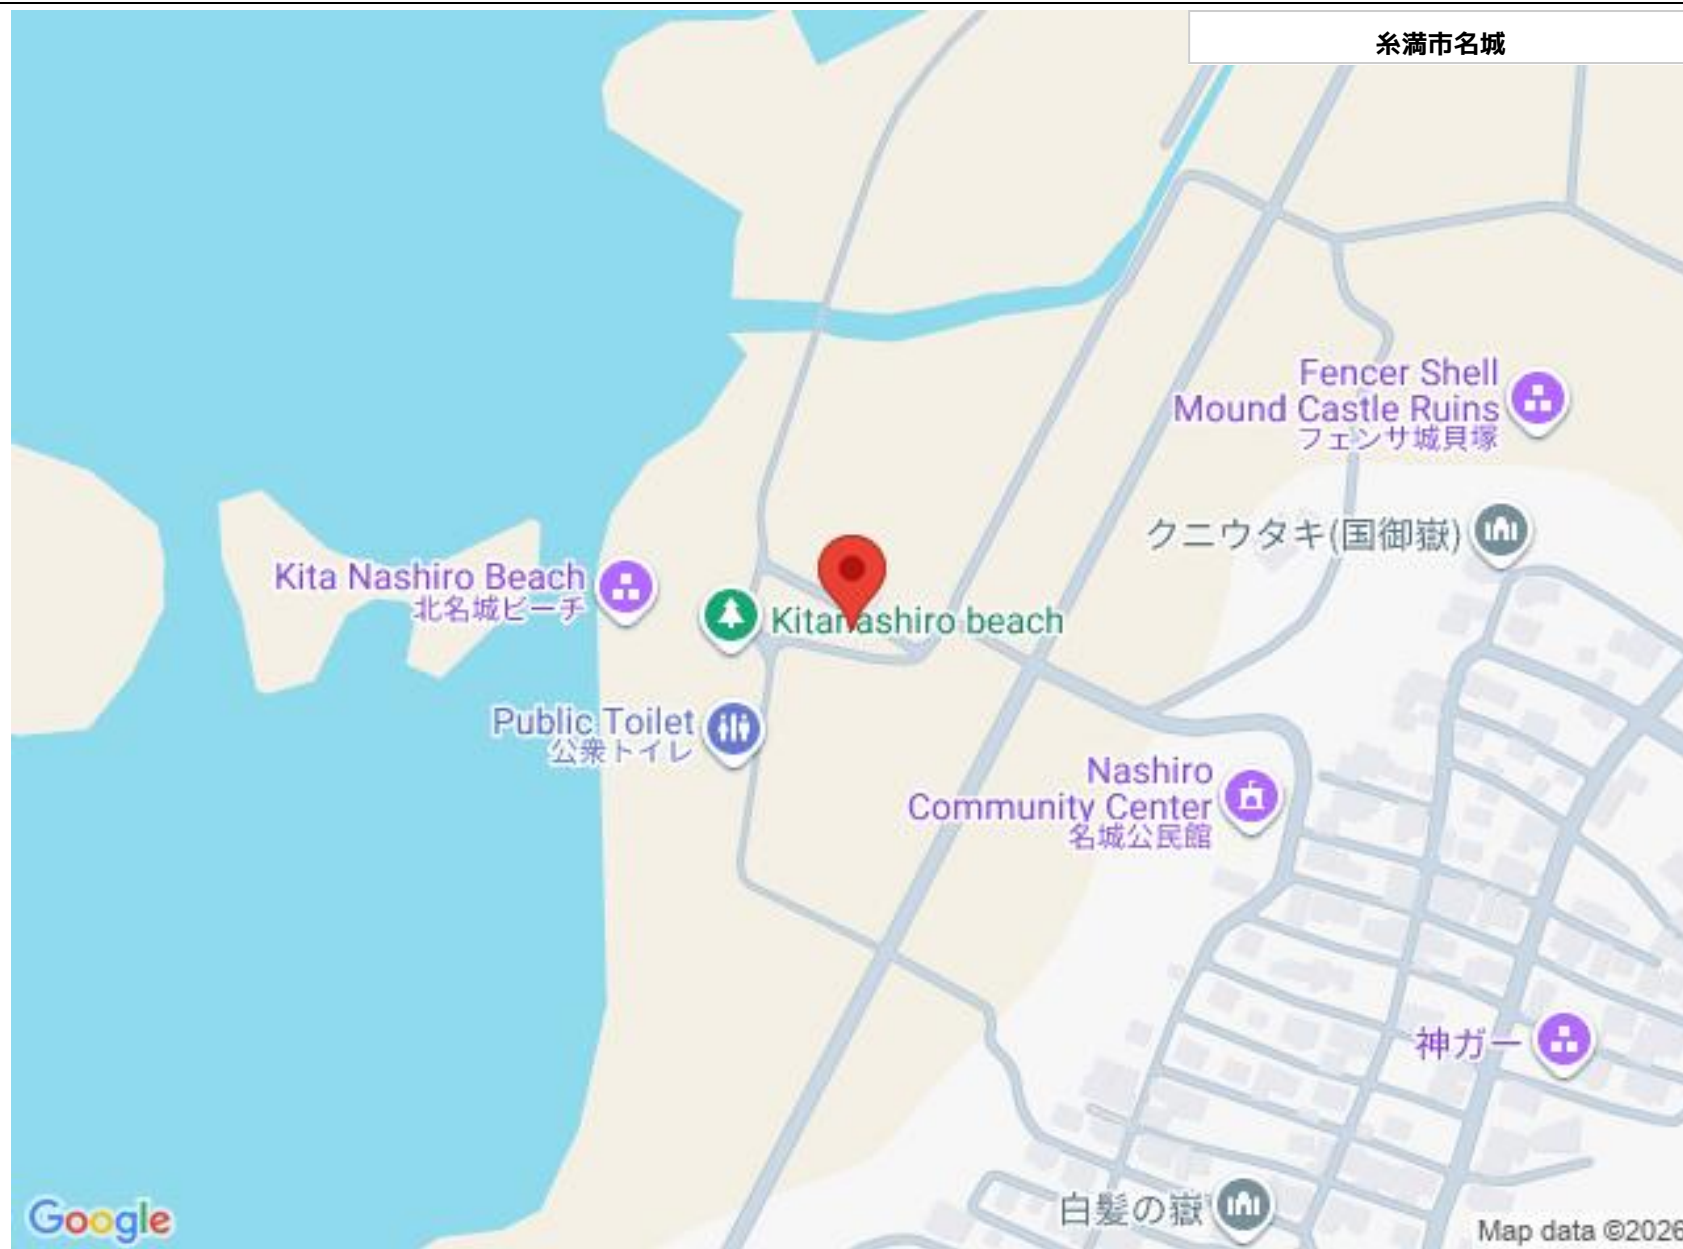 糸満市名城
Fencer Shell
Mound Castle Ruins
フェンサ城貝塚
クニウタキ(国御嶽)
Kita Nashiro Beach
北名城ビーチ
Kitanashiro beach
Public Toilet
公衆トイレ
Nashiro
Community Center
名城公民館
神ガー
白髪の嶽
Google
Map data ©2026